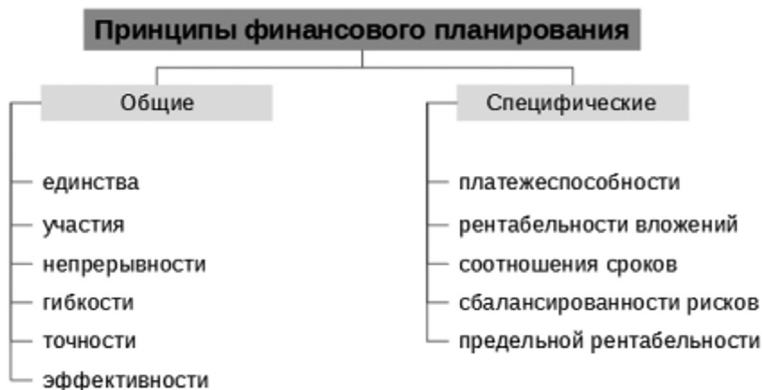 Принципы финансового планирования
Общие
единства
участия
непрерывности
гибкости
точности
эффективности
Специфические
платежеспособности
рентабельности вложений
соотношения сроков
сбалансированности рисков
предельной рентабельности